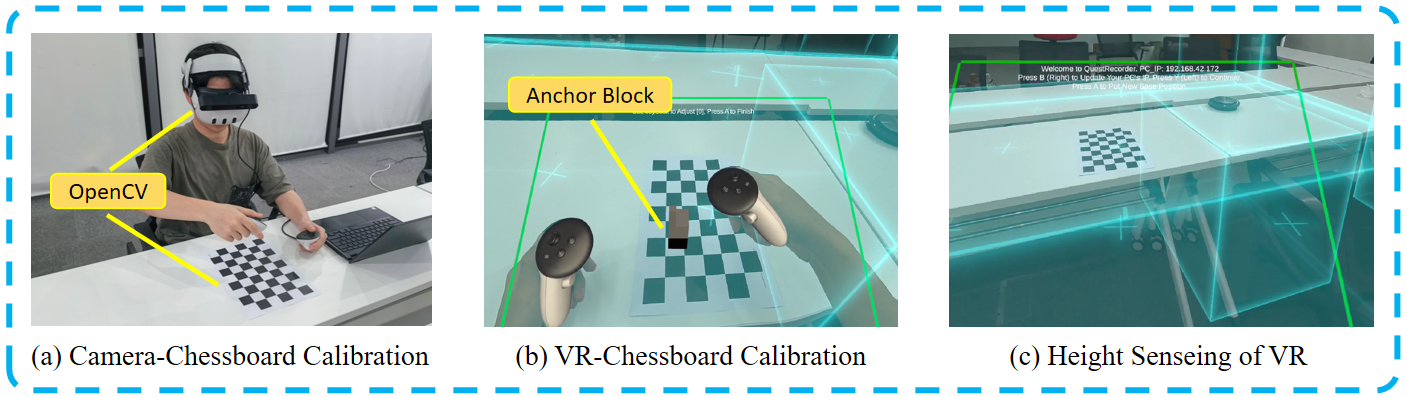 OpenCV
(a) Camera-Chessboard Calibration
Anchor Block
to Adjust [0], Press A to Finish
(b) VR-Chessboard Calibration
Welcome to QuestRecorder, PC_IP: 192.168.42.172
Press B (Right) to Update Your PC's IP, Press Y (Left) to Continue,
Press A to Put New Base Position
(c) Height Senseing of VR